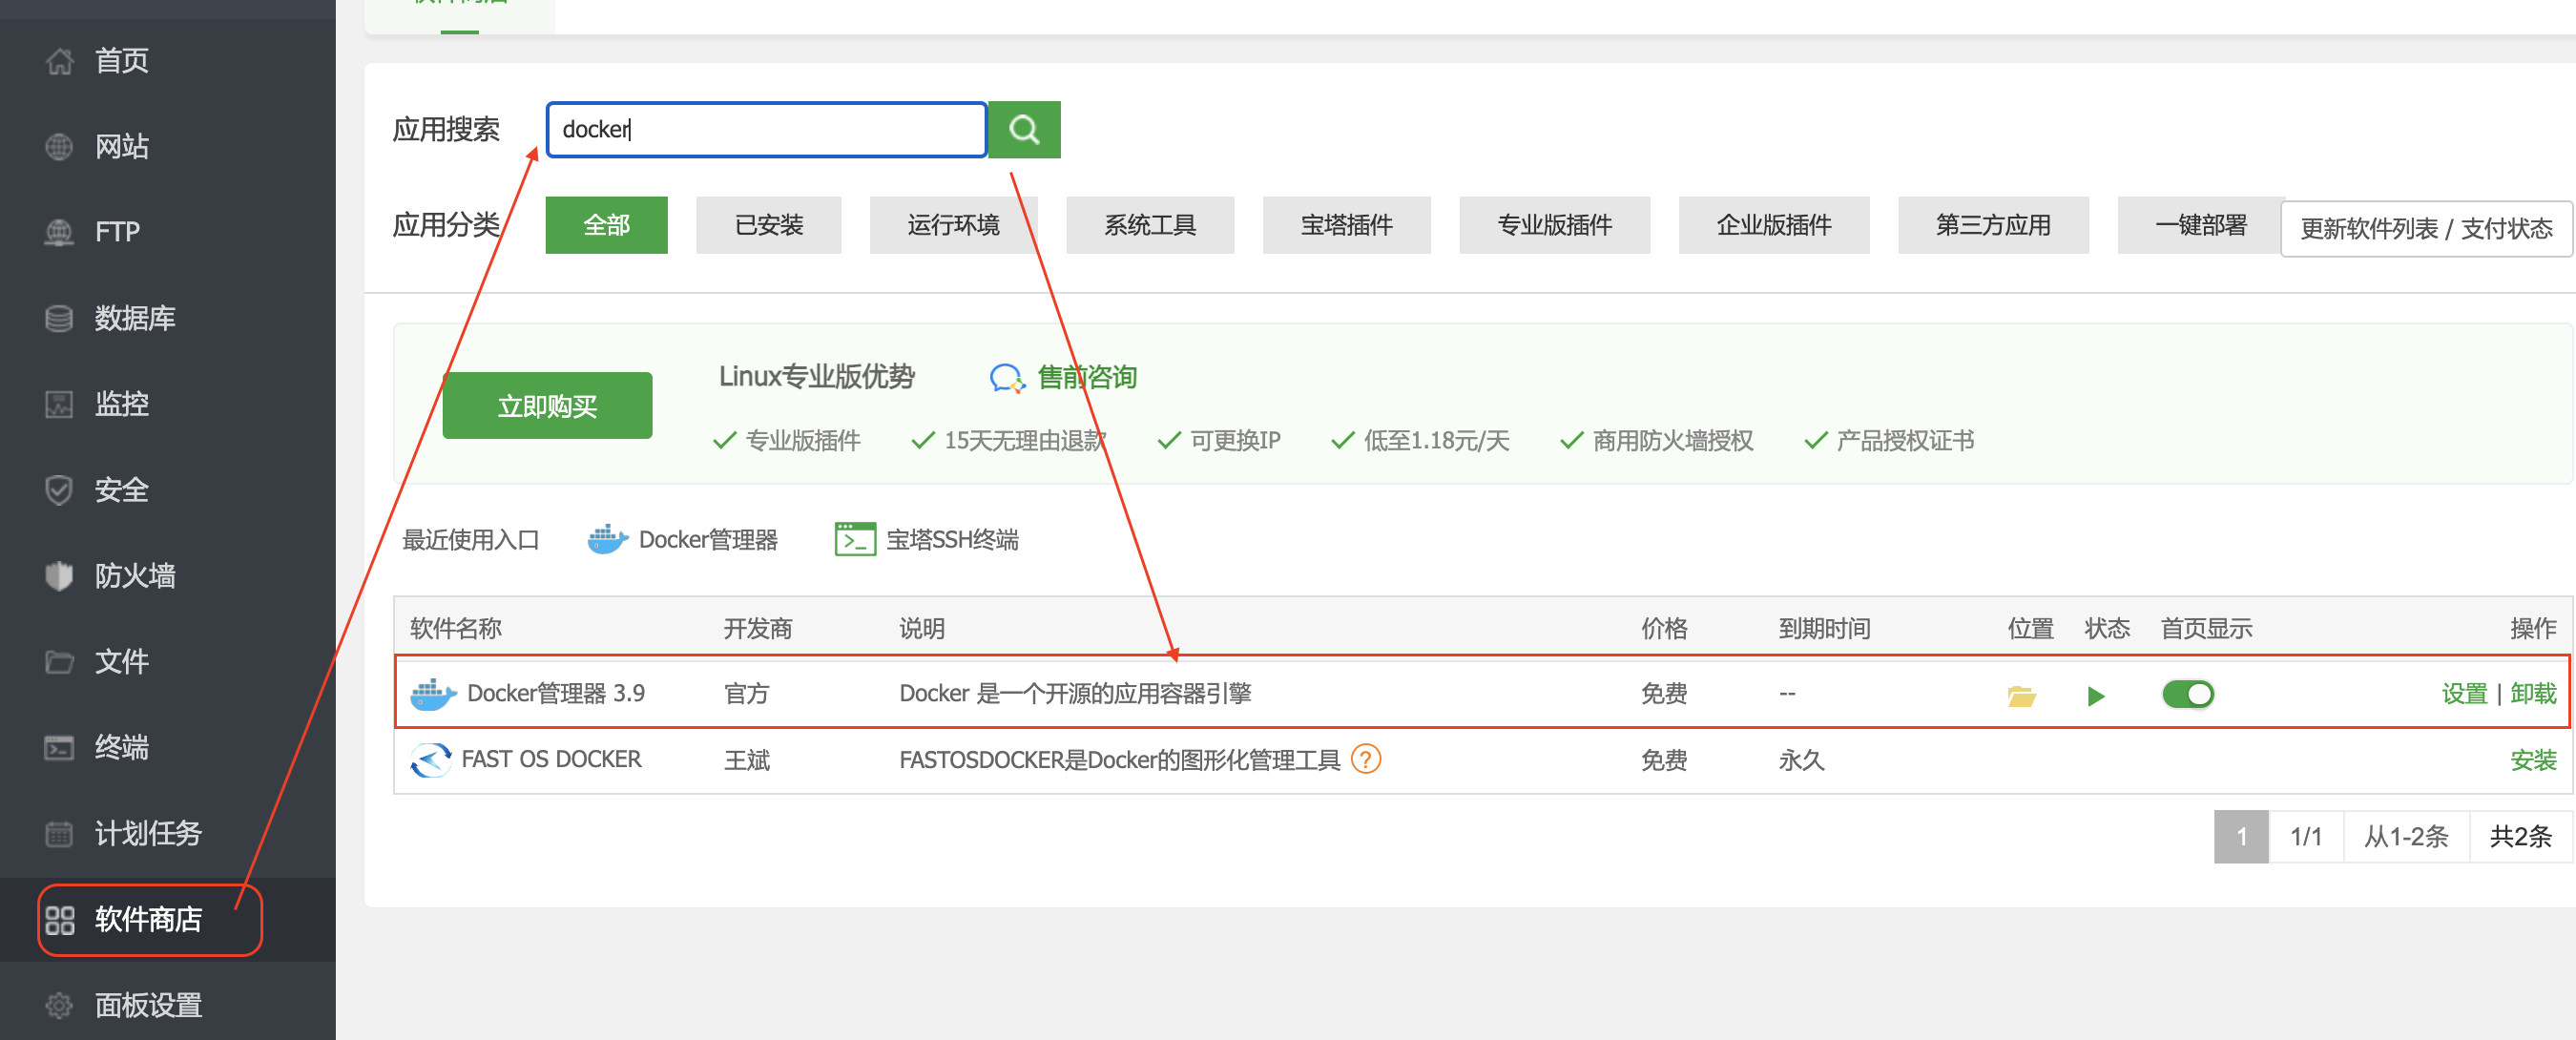 首页
网站
FTP
数据库
监控
安全
防火墙
文件
终端
计划任务
软件商店
面板设置
应用搜索 docker
应用分类 全部 已安装 运行环境 系统工具 宝塔插件 专业版插件 企业版插件 第三方应用 一键部署 更新软件列表 / 支付状态
立即购买
Linux专业版优势 售前咨询
专业版插件 15天无理由退款 可更换IP 低至1.18元/天 商用防火墙授权 产品授权证书
最近使用入口 Docker管理器 宝塔SSH终端
软件名称 开发商 说明 价格 到期时间 位置 状态 首页显示 操作
Docker管理器 3.9 官方 Docker 是一个开源的应用容器引擎 免费 -- 设置 | 卸载
FAST OS DOCKER 王斌 FASTOSDOCKER是Docker的图形化管理工具 ? 免费 永久 安装
1 1/1 从1-2条 共2条